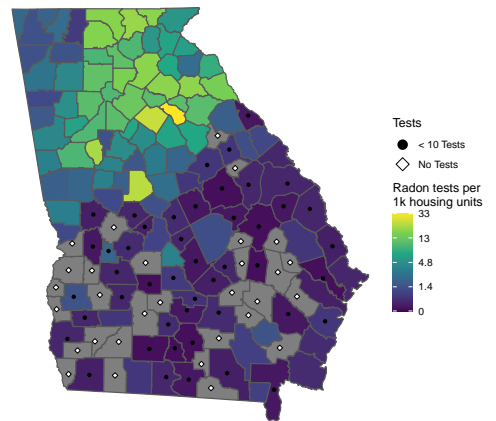 Tests
< 10 Tests
No Tests
Radon tests per
1k housing units
33
13
4.8
1.4
0